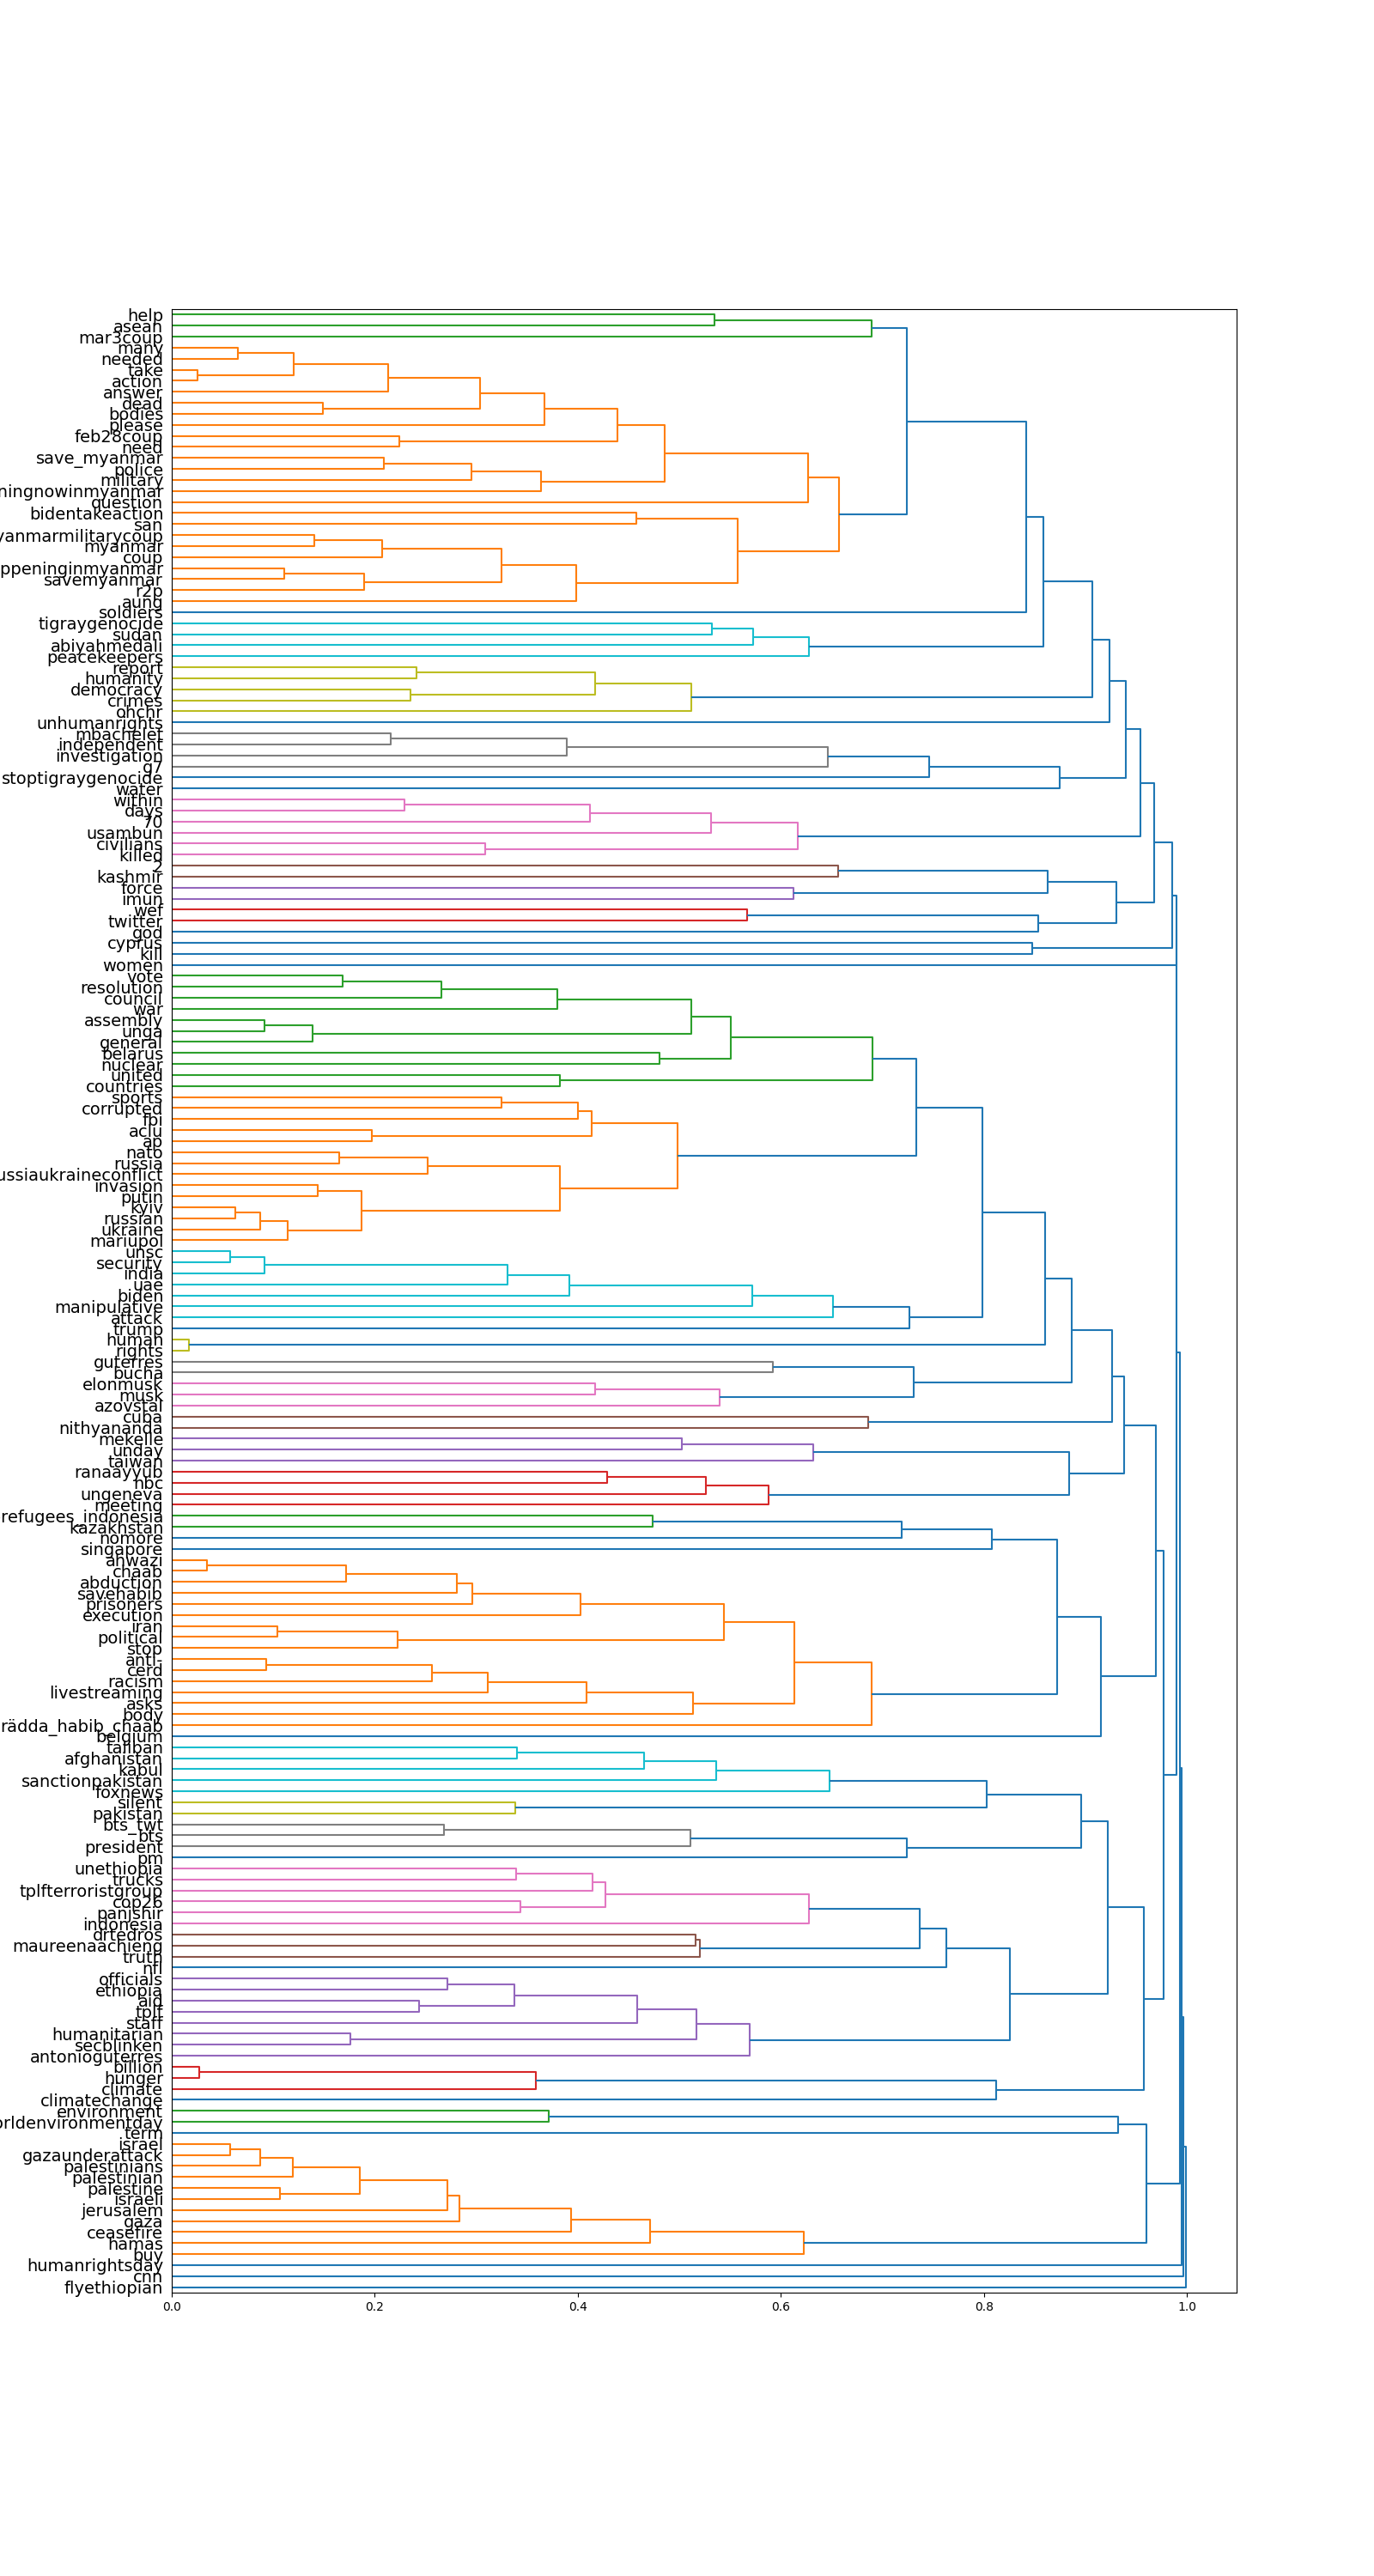 help
asean
mar3coup
many
needed
take
action
answer
dead
bodies
please
feb28coup
need
save_myanmar
police
military
ningnowinmyanmar
question
bidentakeaction
san
yanmarmilitarycoup
myanmar
coup
ppeninginmyanmar
savemyanmar
r2p
aung
soldiers
tigraygenocide
sudan
abiyahmedali
peacekeepers
report
humanity
democracy
crimes
ohchr
unhumanrights
mbachelet
independent
investigation
g7
stoptigraygenocide
water
within
days
70
usambun
civilians
killed
2
kashmir
force
imun
wef
twitter
god
cyprus
kill
women
vote
resolution
council
war
assembly
unga
general
belarus
nuclear
united
countries
sports
corrupted
fbi
aclu
ap
nato
russia
ussiaukraineconflict
invasion
putin
kyiv
russian
ukraine
mariupol
unsc
security
india
uae
biden
manipulative
attack
trump
human
rights
guterres
bucha
elonmusk
musk
azovstal
cuba
nithyananda
mekelle
unday
taiwan
ranaayyub
nbc
ungeneva
meeting
refugees_indonesia
kazakhstan
nomore
singapore
ahwazi
chaab
abduction
savehabib
prisoners
execution
iran
political
stop
anti-
cerd
racism
livestreaming
asks
body
rädda_habib_chaab
belgium
taliban
afghanistan
kabul
sanctionpakistan
foxnews
silent
pakistan
bts_twt
bts
president
pm
unethiopia
trucks
tplfterroristgroup
cop26
panjshir
indonesia
drtedros
maureenaachieng
truth
nfl
officials
ethiopia
aid
tplf
staff
humanitarian
secblinken
antonioguterres
billion
hunger
climate
climatechange
environment
orldenvironmentday
term
israel
gazaunderattack
palestinians
palestinian
palestine
israeli
jerusalem
gaza
ceasefire
hamas
buy
humanrightsday
cnn
flyethiopian
0.0 0.2 0.4 0.6 0.8 1.0